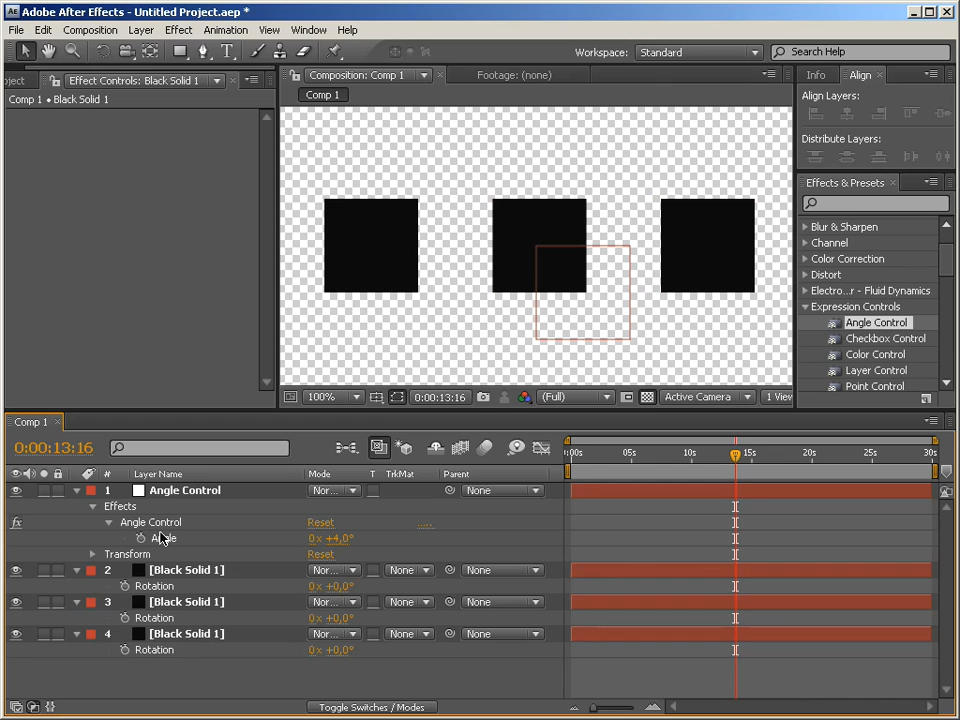 Adobe After Effects - Untitled Project.aep *
File Edit Composition Layer Effect Animation View Window Help
Workspace: Standard Search Help
oject Effect Controls: Black Solid 1 Composition: Comp 1 Footage: (none) Info Align
Comp 1 • Black Solid 1 Comp 1 Align Layers:
Distribute Layers:
Effects & Presets
Blur & Sharpen
Channel
Color Correction
Distort
Electro...r - Fluid Dynamics
Expression Controls
Angle Control
Checkbox Control
Color Control
Layer Control
Point Control
100% 0:00:13:16 (Full) Active Camera 1 View
Comp 1
0:00:13:16
:00s 05s 10s 15s 20s 25s 30s
# Layer Name Mode T TrkMat Parent
1 Angle Control Nor... None
Effects
fx Angle Control Reset .....
0x +4,0°
Transform Reset
2 [Black Solid 1] Nor... None None
Rotation 0x +0,0°
3 [Black Solid 1] Nor... None None
Rotation 0x +0,0°
4 [Black Solid 1] Nor... None None
Rotation 0x +0,0°
Toggle Switches / Modes